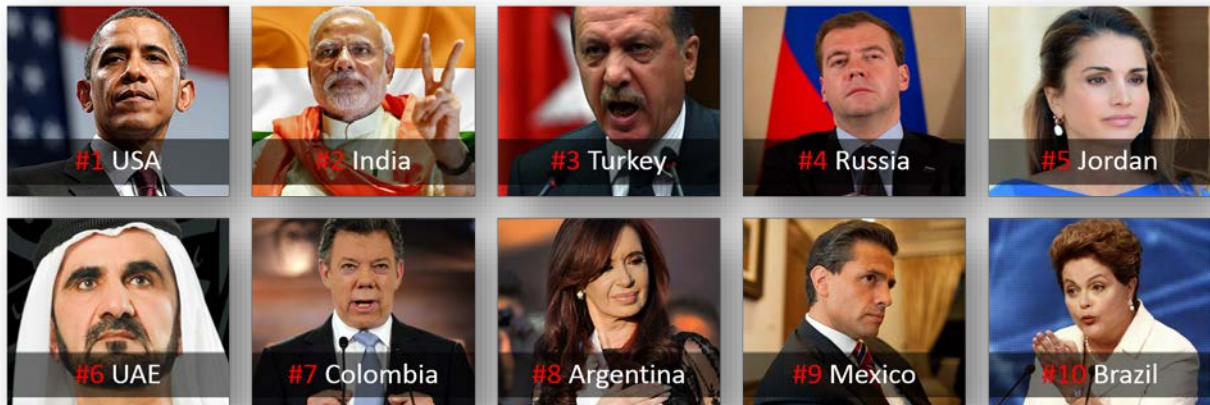 #1 USA
#2 India
#3 Turkey
#4 Russia
#5 Jordan
#6 UAE
#7 Colombia
#8 Argentina
#9 Mexico
#10 Brazil